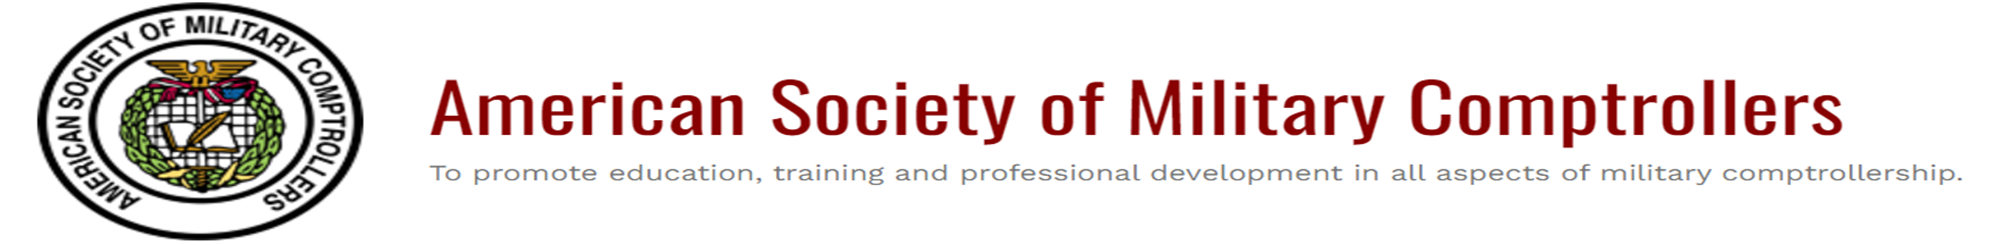 AMERICAN SOCIETY OF MILITARY COMPTROLLERS
American Society of Military Comptrollers
To promote education, training and professional development in all aspects of military comptrollership.